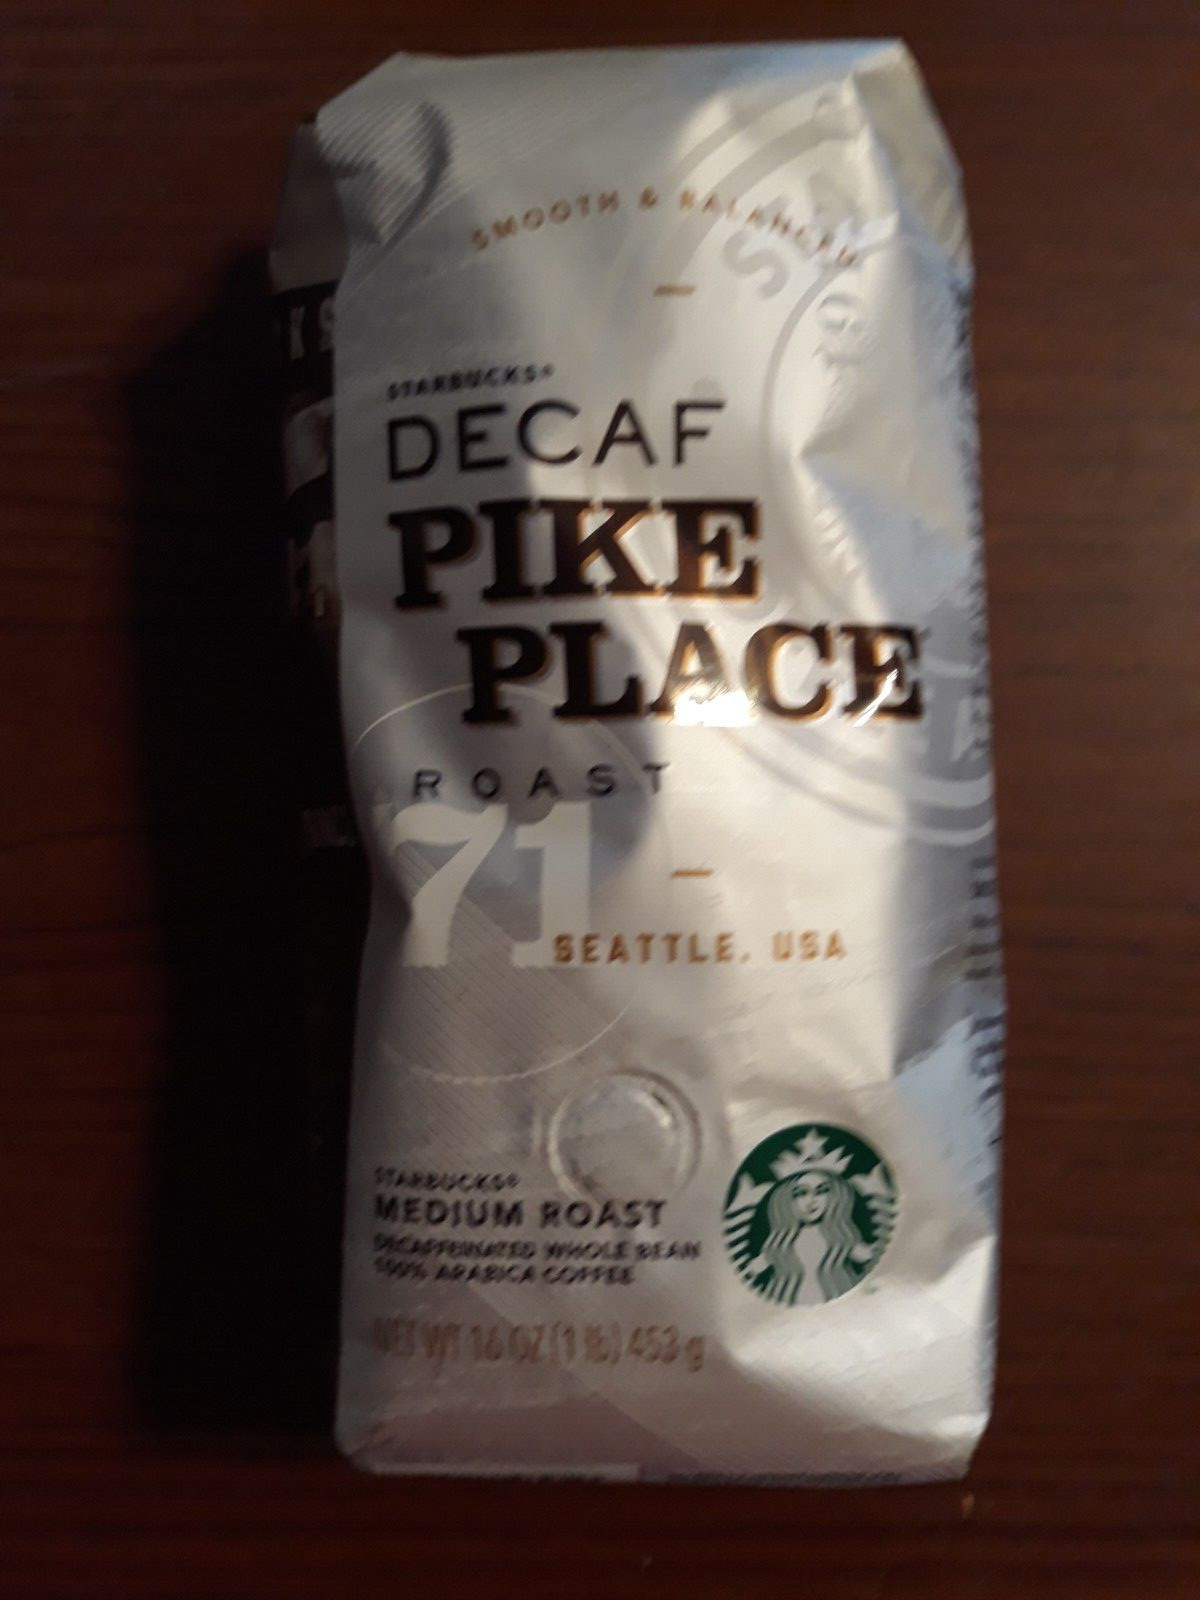 SMOOTH & BALANCED
STARBUCKS®
DECAF
PIKE
PLACE
ROAST
71
SEATTLE, USA
STARBUCKS®
MEDIUM ROAST
DECAFFEINATED WHOLE BEAN
100% ARABICA COFFEE
NET WT 16 OZ (1 lb) 453 g